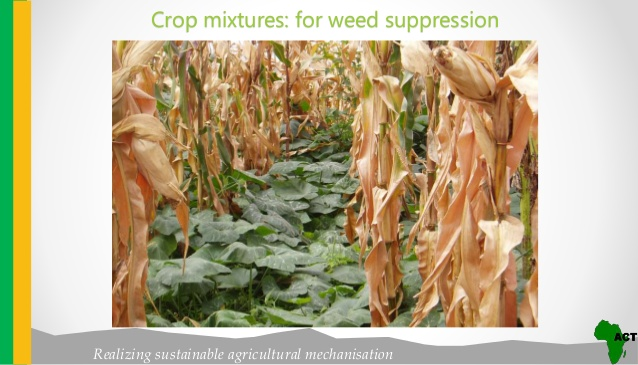 Crop mixtures: for weed suppression
Realizing sustainable agricultural mechanisation
ACT